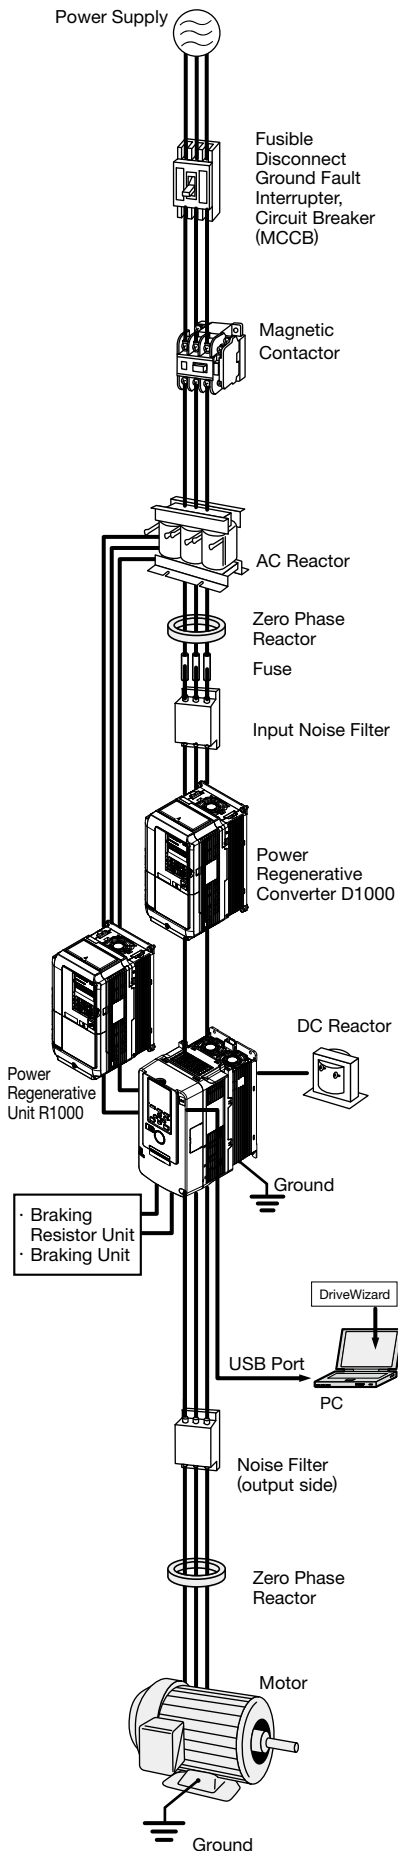 Power Supply
Fusible
Disconnect
Ground Fault
Interrupter,
Circuit Breaker
(MCCB)
Magnetic
Contactor
AC Reactor
Zero Phase
Reactor
Fuse
Input Noise Filter
Power
Regenerative
Converter D1000
DC Reactor
Power
Regenerative
Unit R1000
Ground
· Braking
Resistor Unit
· Braking Unit
DriveWizard
USB Port
PC
Noise Filter
(output side)
Zero Phase
Reactor
Motor
Ground